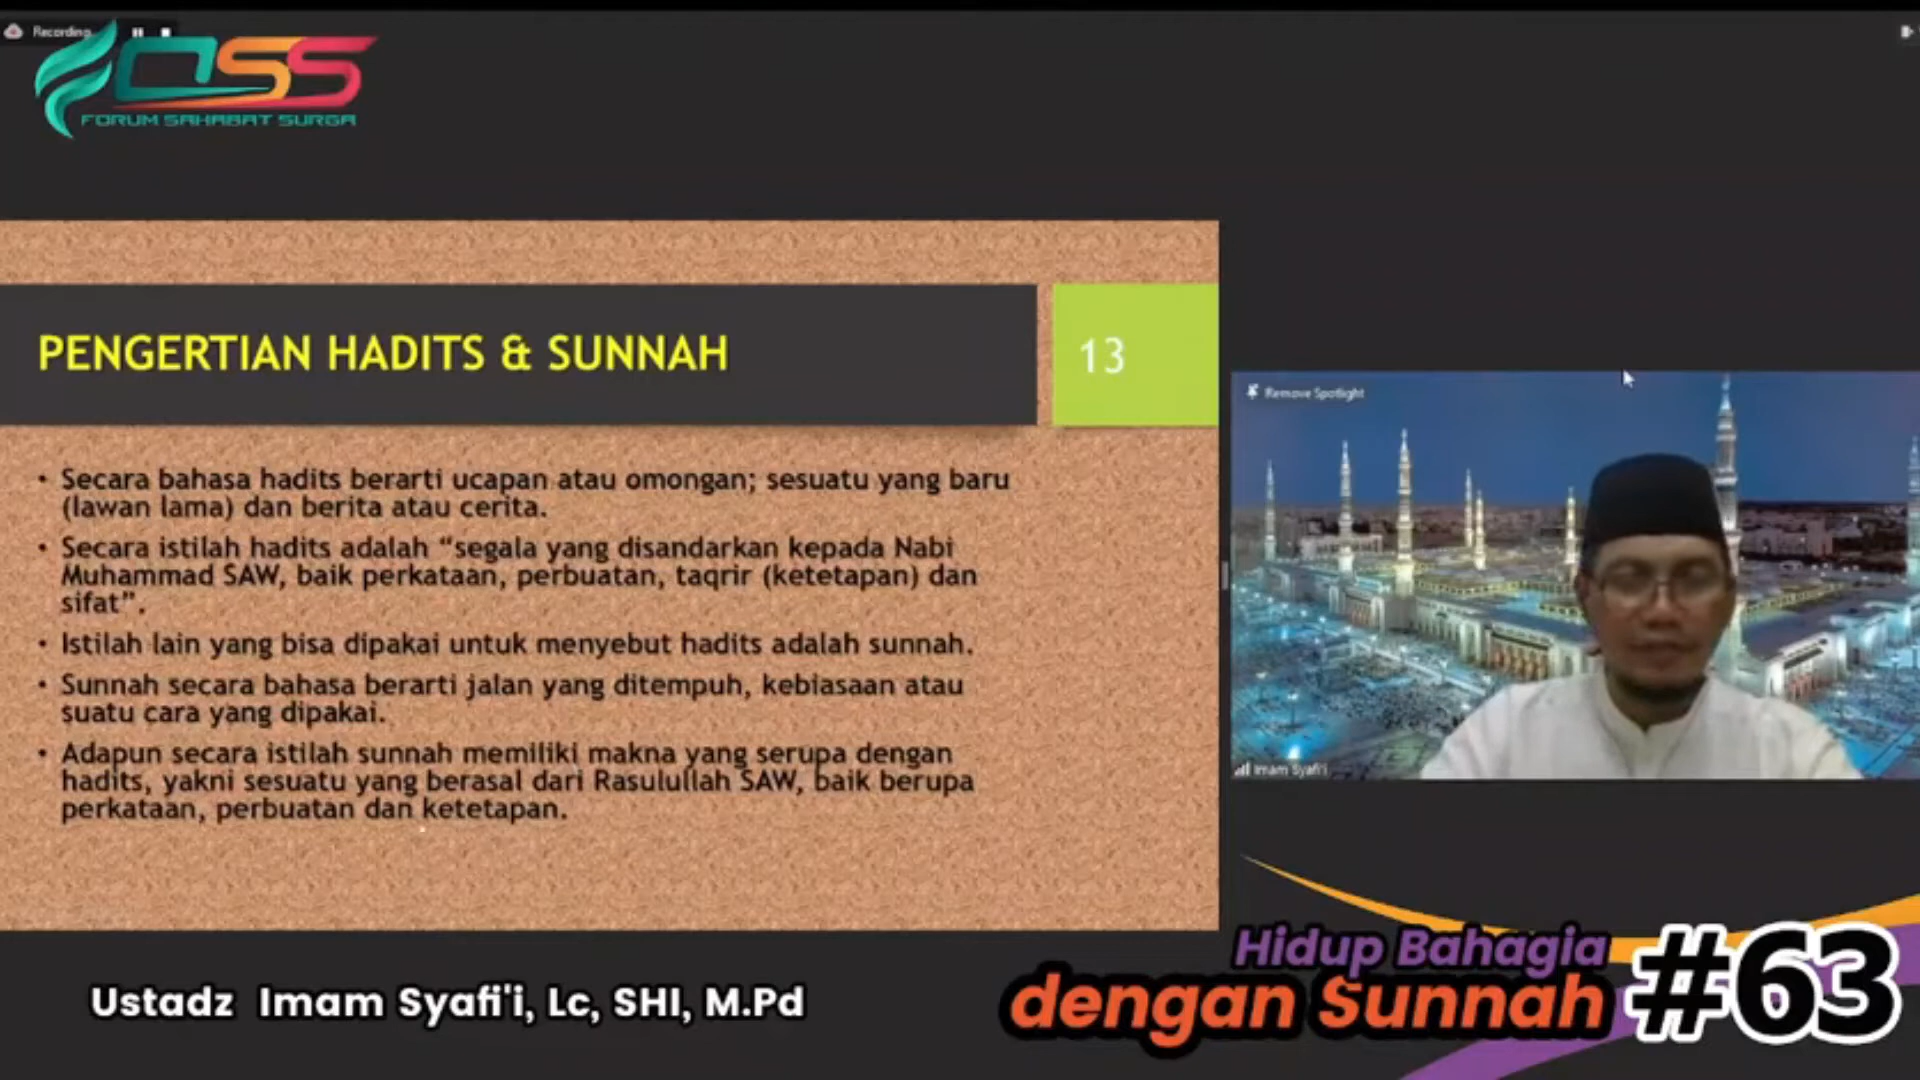 Recording
FOSS
FORUM SAHABAT SURGA
PENGERTIAN HADITS & SUNNAH
13
• Secara bahasa hadits berarti ucapan atau omongan; sesuatu yang baru
(lawan lama) dan berita atau cerita.
• Secara istilah hadits adalah “segala yang disandarkan kepada Nabi
Muhammad SAW, baik perkataan, perbuatan, taqrir (ketetapan) dan
sifat”.
• Istilah lain yang bisa dipakai untuk menyebut hadits adalah sunnah.
• Sunnah secara bahasa berarti jalan yang ditempuh, kebiasaan atau
suatu cara yang dipakai.
• Adapun secara istilah sunnah memiliki makna yang serupa dengan
hadits, yakni sesuatu yang berasal dari Rasulullah SAW, baik berupa
perkataan, perbuatan dan ketetapan.
Remove Spotlight
Imam Syafi'i
Ustadz Imam Syafi'i, Lc, SHI, M.Pd
Hidup Bahagia
dengan Sunnah
#63